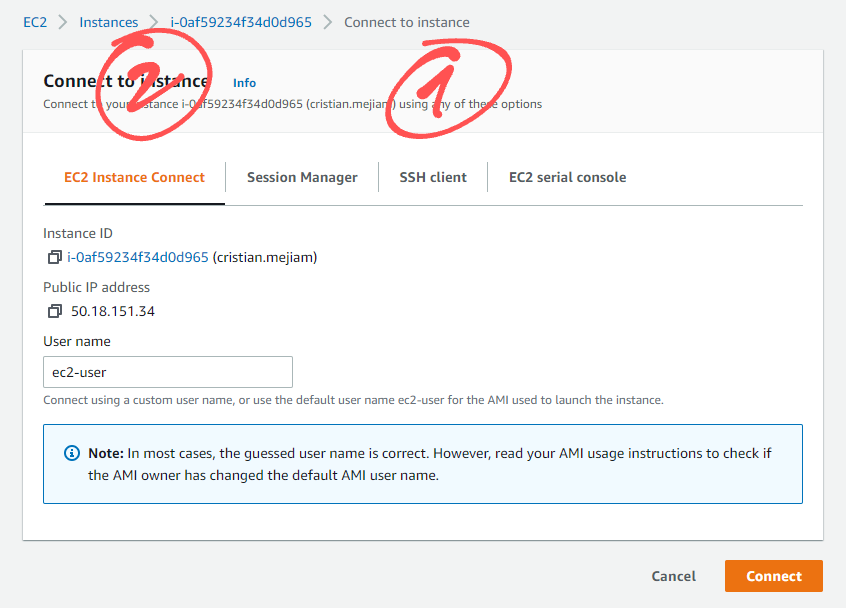 EC2 > Instances > i-0af59234f34d0d965 > Connect to instance
2
1
Connect to instance Info
Connect to your instance i-0af59234f34d0d965 (cristian.mejiam) using any of these options
EC2 Instance Connect
Session Manager
SSH client
EC2 serial console
Instance ID
i-0af59234f34d0d965 (cristian.mejiam)
Public IP address
50.18.151.34
User name
ec2-user
Connect using a custom user name, or use the default user name ec2-user for the AMI used to launch the instance.
Note: In most cases, the guessed user name is correct. However, read your AMI usage instructions to check if
the AMI owner has changed the default AMI user name.
Cancel
Connect